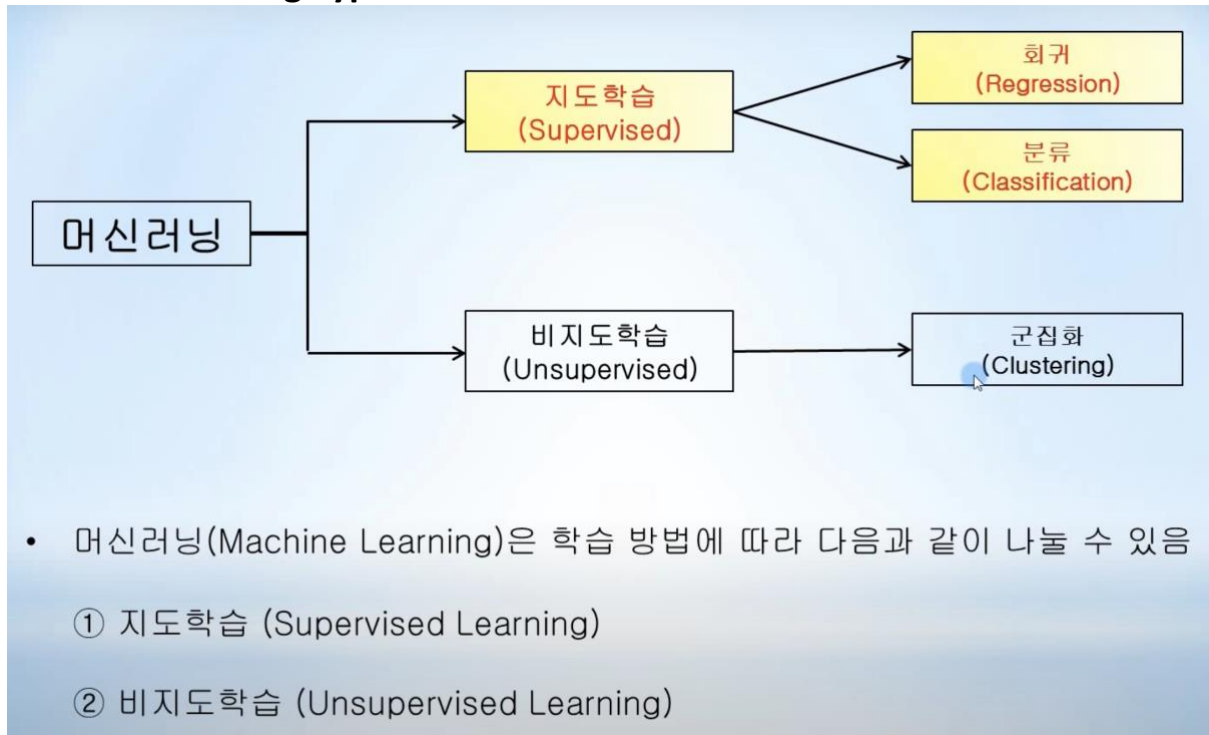 지도학습
(Supervised)
회귀
(Regression)
분류
(Classification)
머신러닝
비지도학습
(Unsupervised)
군집화
(Clustering)
• 머신러닝(Machine Learning)은 학습 방법에 따라 다음과 같이 나눌 수 있음
① 지도학습 (Supervised Learning)
② 비지도학습 (Unsupervised Learning)